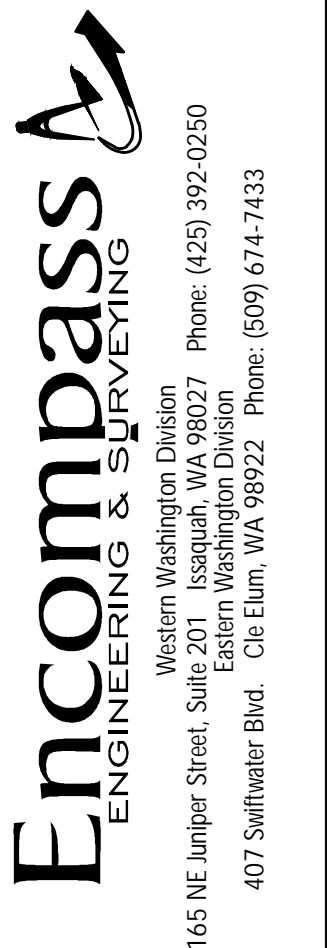 Encompass
ENGINEERING & SURVEYING
Western Washington Division
165 NE Juniper Street, Suite 201 Issaquah, WA 98027 Phone: (425) 392-0250
Eastern Washington Division
407 Swiftwater Blvd. Cle Elum, WA 98922 Phone: (509) 674-7433